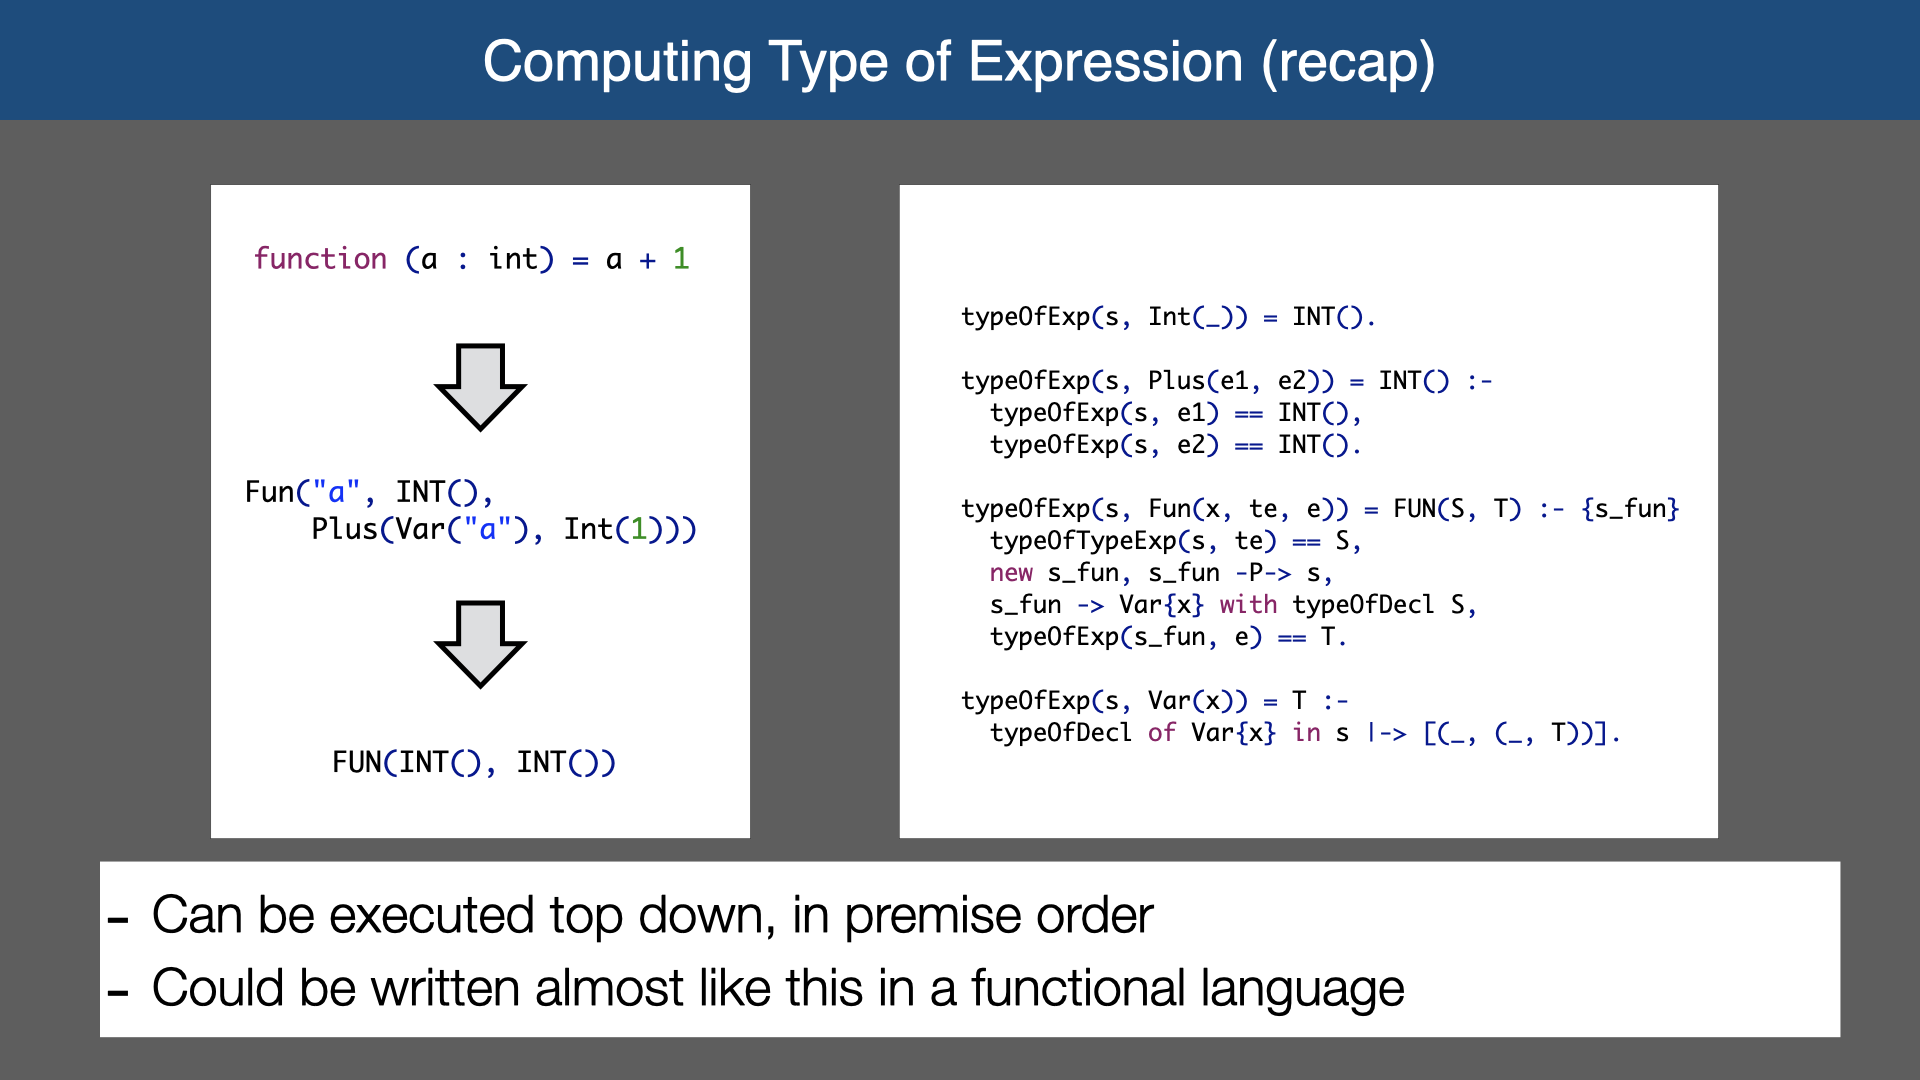 Computing Type of Expression (recap)
function (a : int) = a + 1
Fun("a", INT(),
Plus(Var("a"), Int(1)))
FUN(INT(), INT())
typeOfExp(s, Int(_)) = INT().
typeOfExp(s, Plus(e1, e2)) = INT() :-
typeOfExp(s, e1) == INT(),
typeOfExp(s, e2) == INT().
typeOfExp(s, Fun(x, te, e)) = FUN(S, T) :- {s_fun}
typeOfTypeExp(s, te) == S,
new s_fun, s_fun -P-> s,
s_fun -> Var{x} with typeOfDecl S,
typeOfExp(s_fun, e) == T.
typeOfExp(s, Var(x)) = T :-
typeOfDecl of Var{x} in s |-> [(_, (_, T))].
- Can be executed top down, in premise order
- Could be written almost like this in a functional language